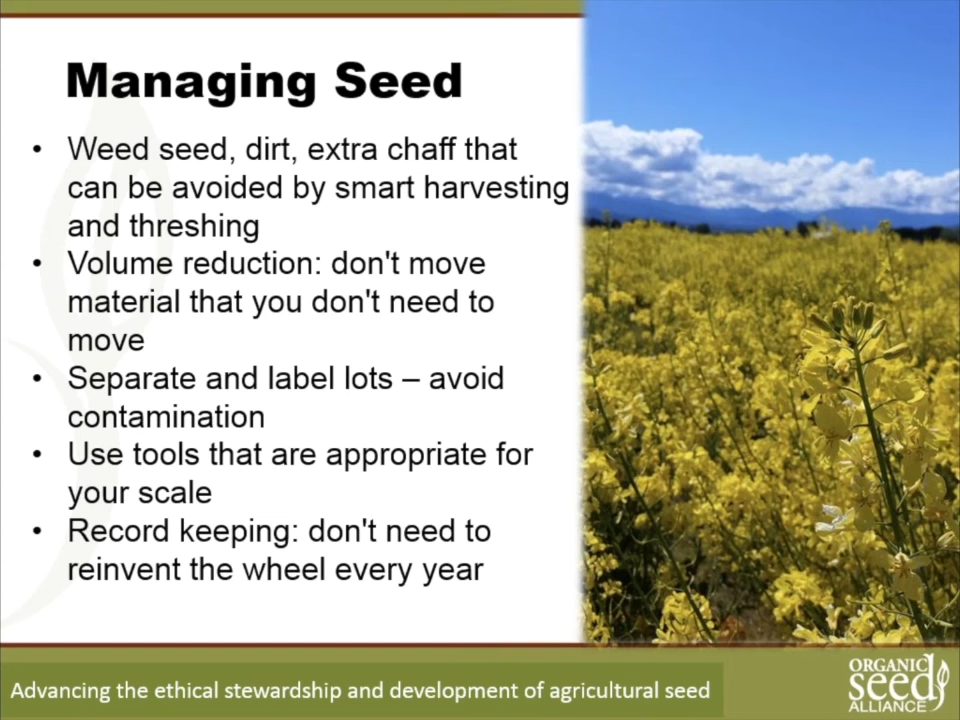 Managing Seed
• Weed seed, dirt, extra chaff that
can be avoided by smart harvesting
and threshing
• Volume reduction: don't move
material that you don't need to
move
• Separate and label lots – avoid
contamination
• Use tools that are appropriate for
your scale
• Record keeping: don't need to
reinvent the wheel every year
Advancing the ethical stewardship and development of agricultural seed
ORGANIC
seed
ALLIANCE